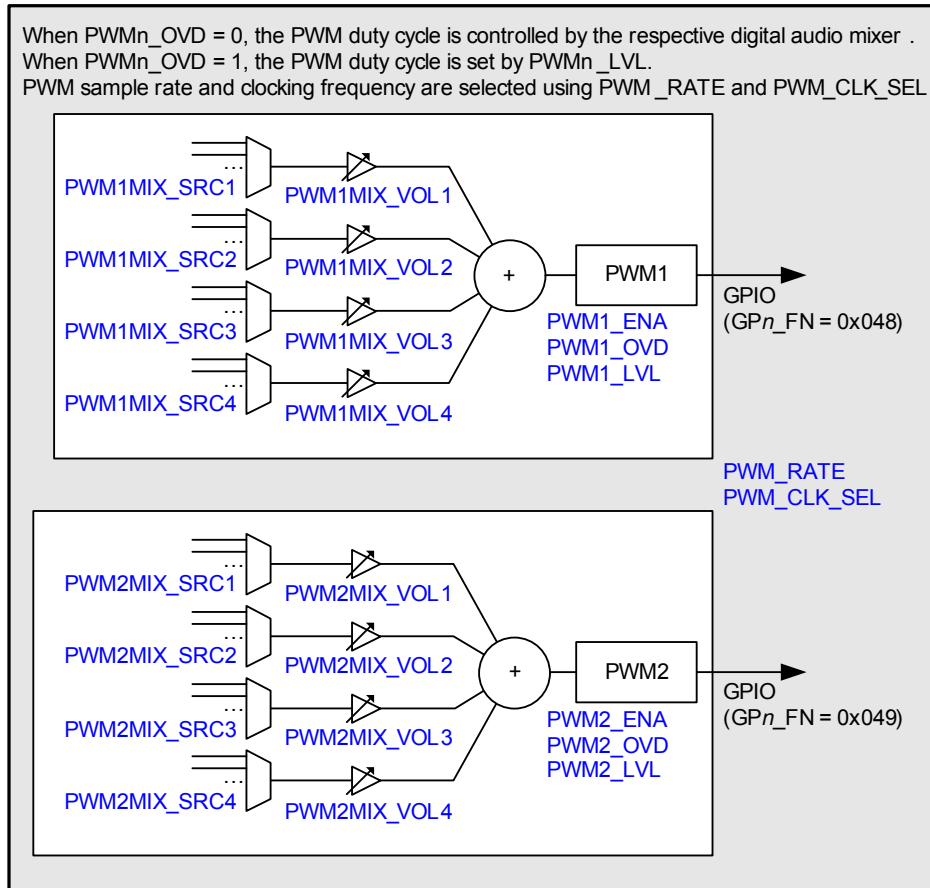 When PWMn_OVD = 0, the PWM duty cycle is controlled by the respective digital audio mixer .
When PWMn_OVD = 1, the PWM duty cycle is set by PWMn _LVL.
PWM sample rate and clocking frequency are selected using PWM _RATE and PWM_CLK_SEL
...
PWM1MIX_SRC1
PWM1MIX_VOL1
...
PWM1MIX_SRC2
PWM1MIX_VOL2
...
PWM1MIX_SRC3
PWM1MIX_VOL3
...
PWM1MIX_SRC4
PWM1MIX_VOL4
+
PWM1
PWM1_ENA
PWM1_OVD
PWM1_LVL
GPIO
(GPn_FN = 0x048)
PWM_RATE
PWM_CLK_SEL
...
PWM2MIX_SRC1
PWM2MIX_VOL1
...
PWM2MIX_SRC2
PWM2MIX_VOL2
...
PWM2MIX_SRC3
PWM2MIX_VOL3
...
PWM2MIX_SRC4
PWM2MIX_VOL4
+
PWM2
PWM2_ENA
PWM2_OVD
PWM2_LVL
GPIO
(GPn_FN = 0x049)